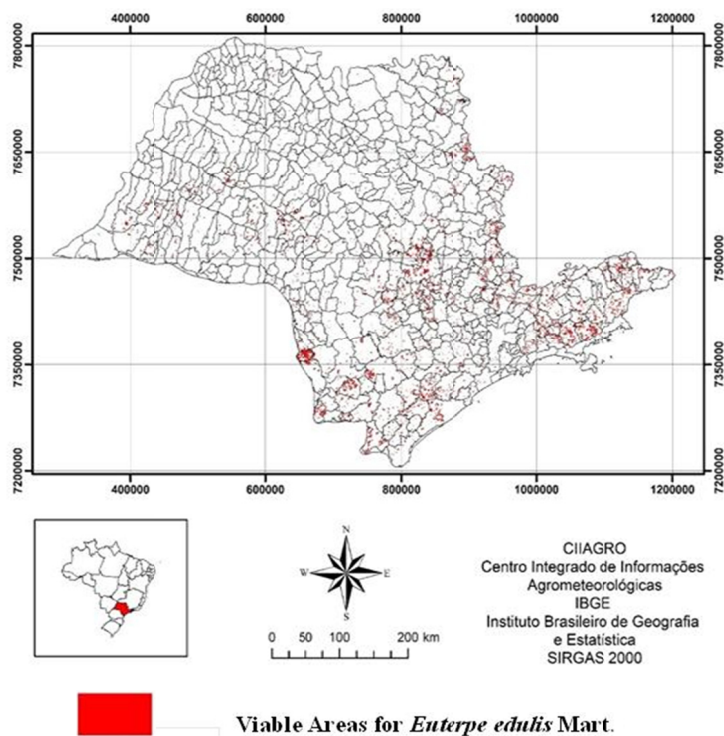 400000 600000 800000 1000000 1200000
7800000 7800000
7650000 7650000
7500000 7500000
7350000 7350000
7200000 7200000
400000 600000 800000 1000000 1200000
N
W E
S
0 50 100 200 km
CIIAGRO
Centro Integrado de Informações
Agrometeorológicas
IBGE
Instituto Brasileiro de Geografia
e Estatística
SIRGAS 2000
Viable Areas for Euterpe edulis Mart.